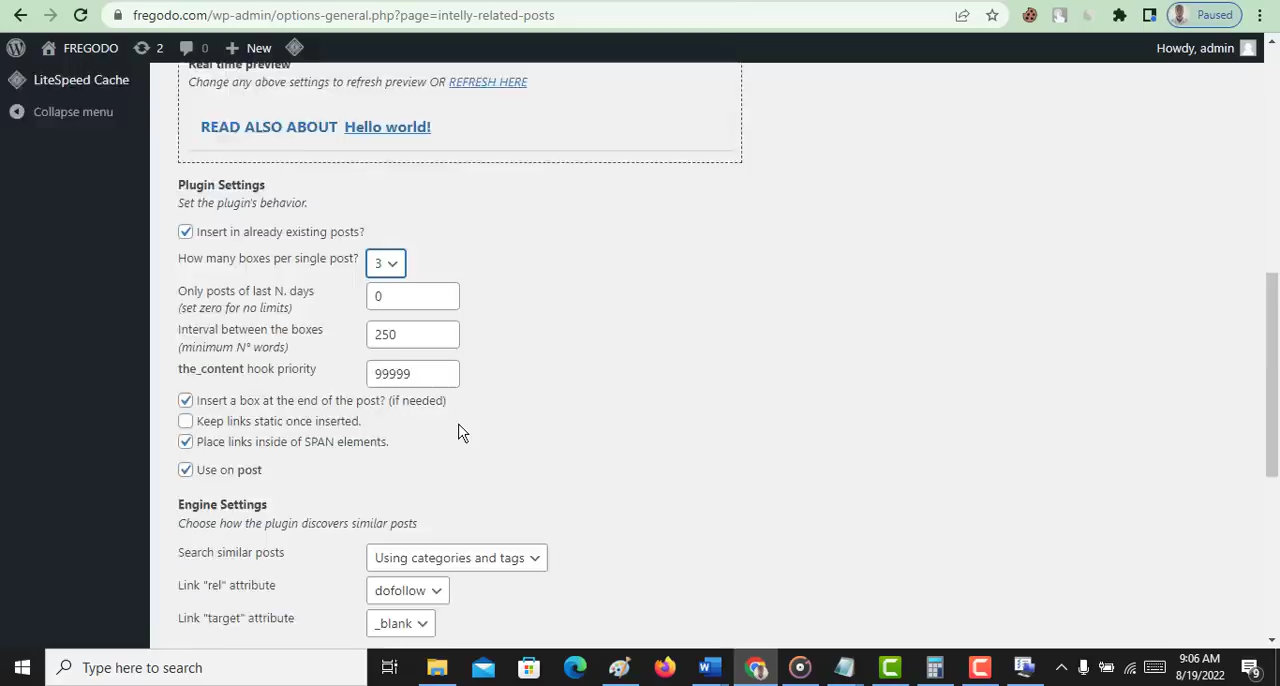 fregodo.com/wp-admin/options-general.php?page=intelly-related-posts
Paused
FREGODO 2 0 New Howdy, admin
LiteSpeed Cache
Collapse menu
Real time preview
Change any above settings to refresh preview OR REFRESH HERE
READ ALSO ABOUT Hello world!
Plugin Settings
Set the plugin's behavior.
Insert in already existing posts?
How many boxes per single post? 3
Only posts of last N. days 0
(set zero for no limits)
Interval between the boxes 250
(minimum N° words)
the_content hook priority 99999
Insert a box at the end of the post? (if needed)
Keep links static once inserted.
Place links inside of SPAN elements.
Use on post
Engine Settings
Choose how the plugin discovers similar posts
Search similar posts Using categories and tags
Link "rel" attribute dofollow
Link "target" attribute _blank
Type here to search
9:06 AM
8/19/2022
9